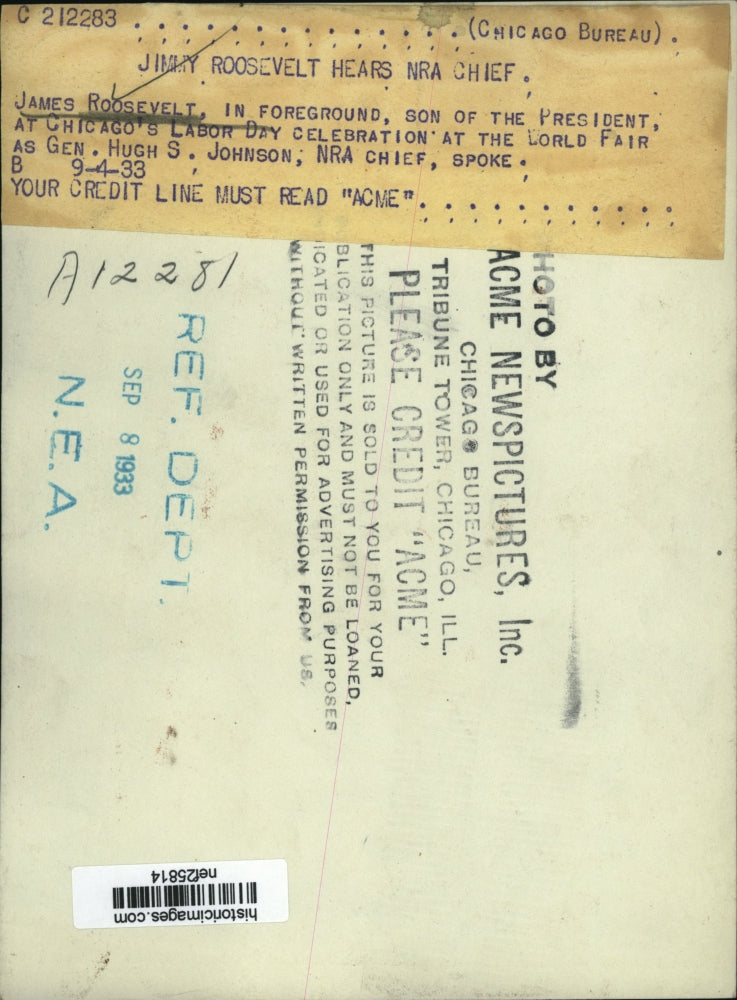 C 212283 . . . . . . . . . . . . . . (CHICAGO BUREAU) .
JIMMY ROOSEVELT HEARS NRA CHIEF.
JAMES ROOSEVELT, IN FOREGROUND, SON OF THE PRESIDENT,
AT CHICAGO'S LABOR DAY CELEBRATION AT THE WORLD FAIR
AS GEN. HUGH S. JOHNSON, NRA CHIEF, SPOKE.
B 9-4-33
YOUR CREDIT LINE MUST READ "ACME". . . . . . . . . . .
A12281
HOTO BY
ACME NEWSPICTURES, Inc.
CHICAGO BUREAU,
TRIBUNE TOWER, CHICAGO, ILL.
PLEASE CREDIT "ACME"
THIS PICTURE IS SOLD TO YOU FOR YOUR
BLICATION ONLY AND MUST NOT BE LOANED,
ICATED OR USED FOR ADVERTISING PURPOSES
WITHOUT WRITTEN PERMISSION FROM US.
REF. DEPT.
SEP 8 1933
N.E.A.
historicimages.com
nef25814